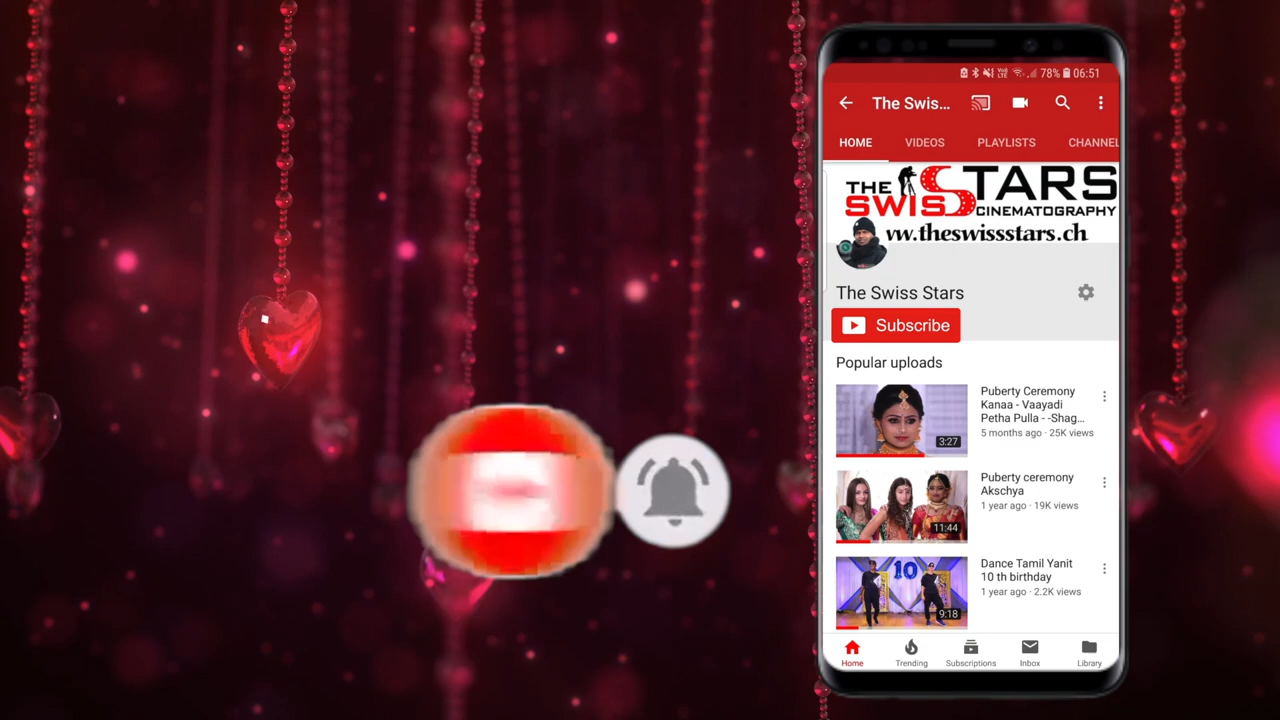 VoJ
LTE
78% 06:51
The Swis...
HOME VIDEOS PLAYLISTS CHANNEL
THE SWISSTARS
CINEMATOGRAPHY
vw.theswissstars.ch
The Swiss Stars
Subscribe
Popular uploads
Puberty Ceremony
Kanaa - Vaayadi
Petha Pulla - -Shag...
5 months ago · 25K views
3:27
Puberty ceremony
Akschya
1 year ago · 19K views
11:44
Dance Tamil Yanit
10 th birthday
1 year ago · 2.2K views
10
9:18
Home Trending Subscriptions Inbox Library